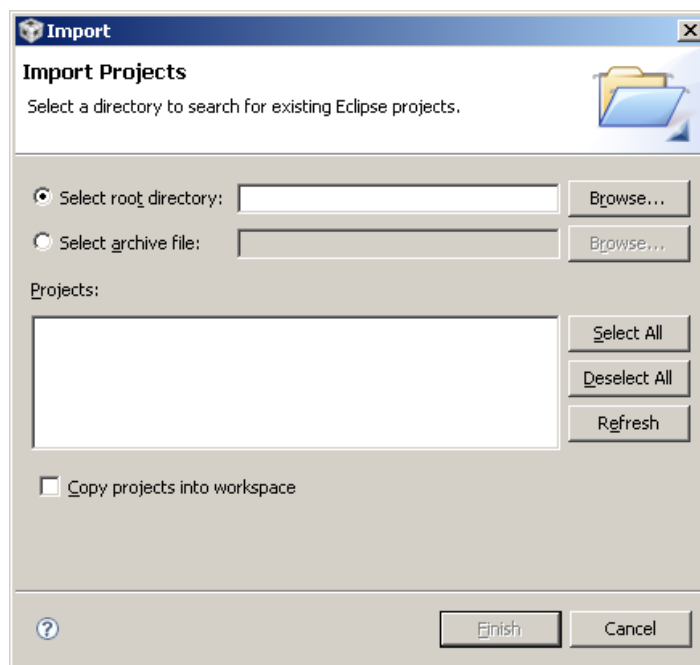 Import
Import Projects
Select a directory to search for existing Eclipse projects.
Select root directory: Browse...
Select archive file: Browse...
Projects:
Select All
Deselect All
Refresh
Copy projects into workspace
? Finish Cancel